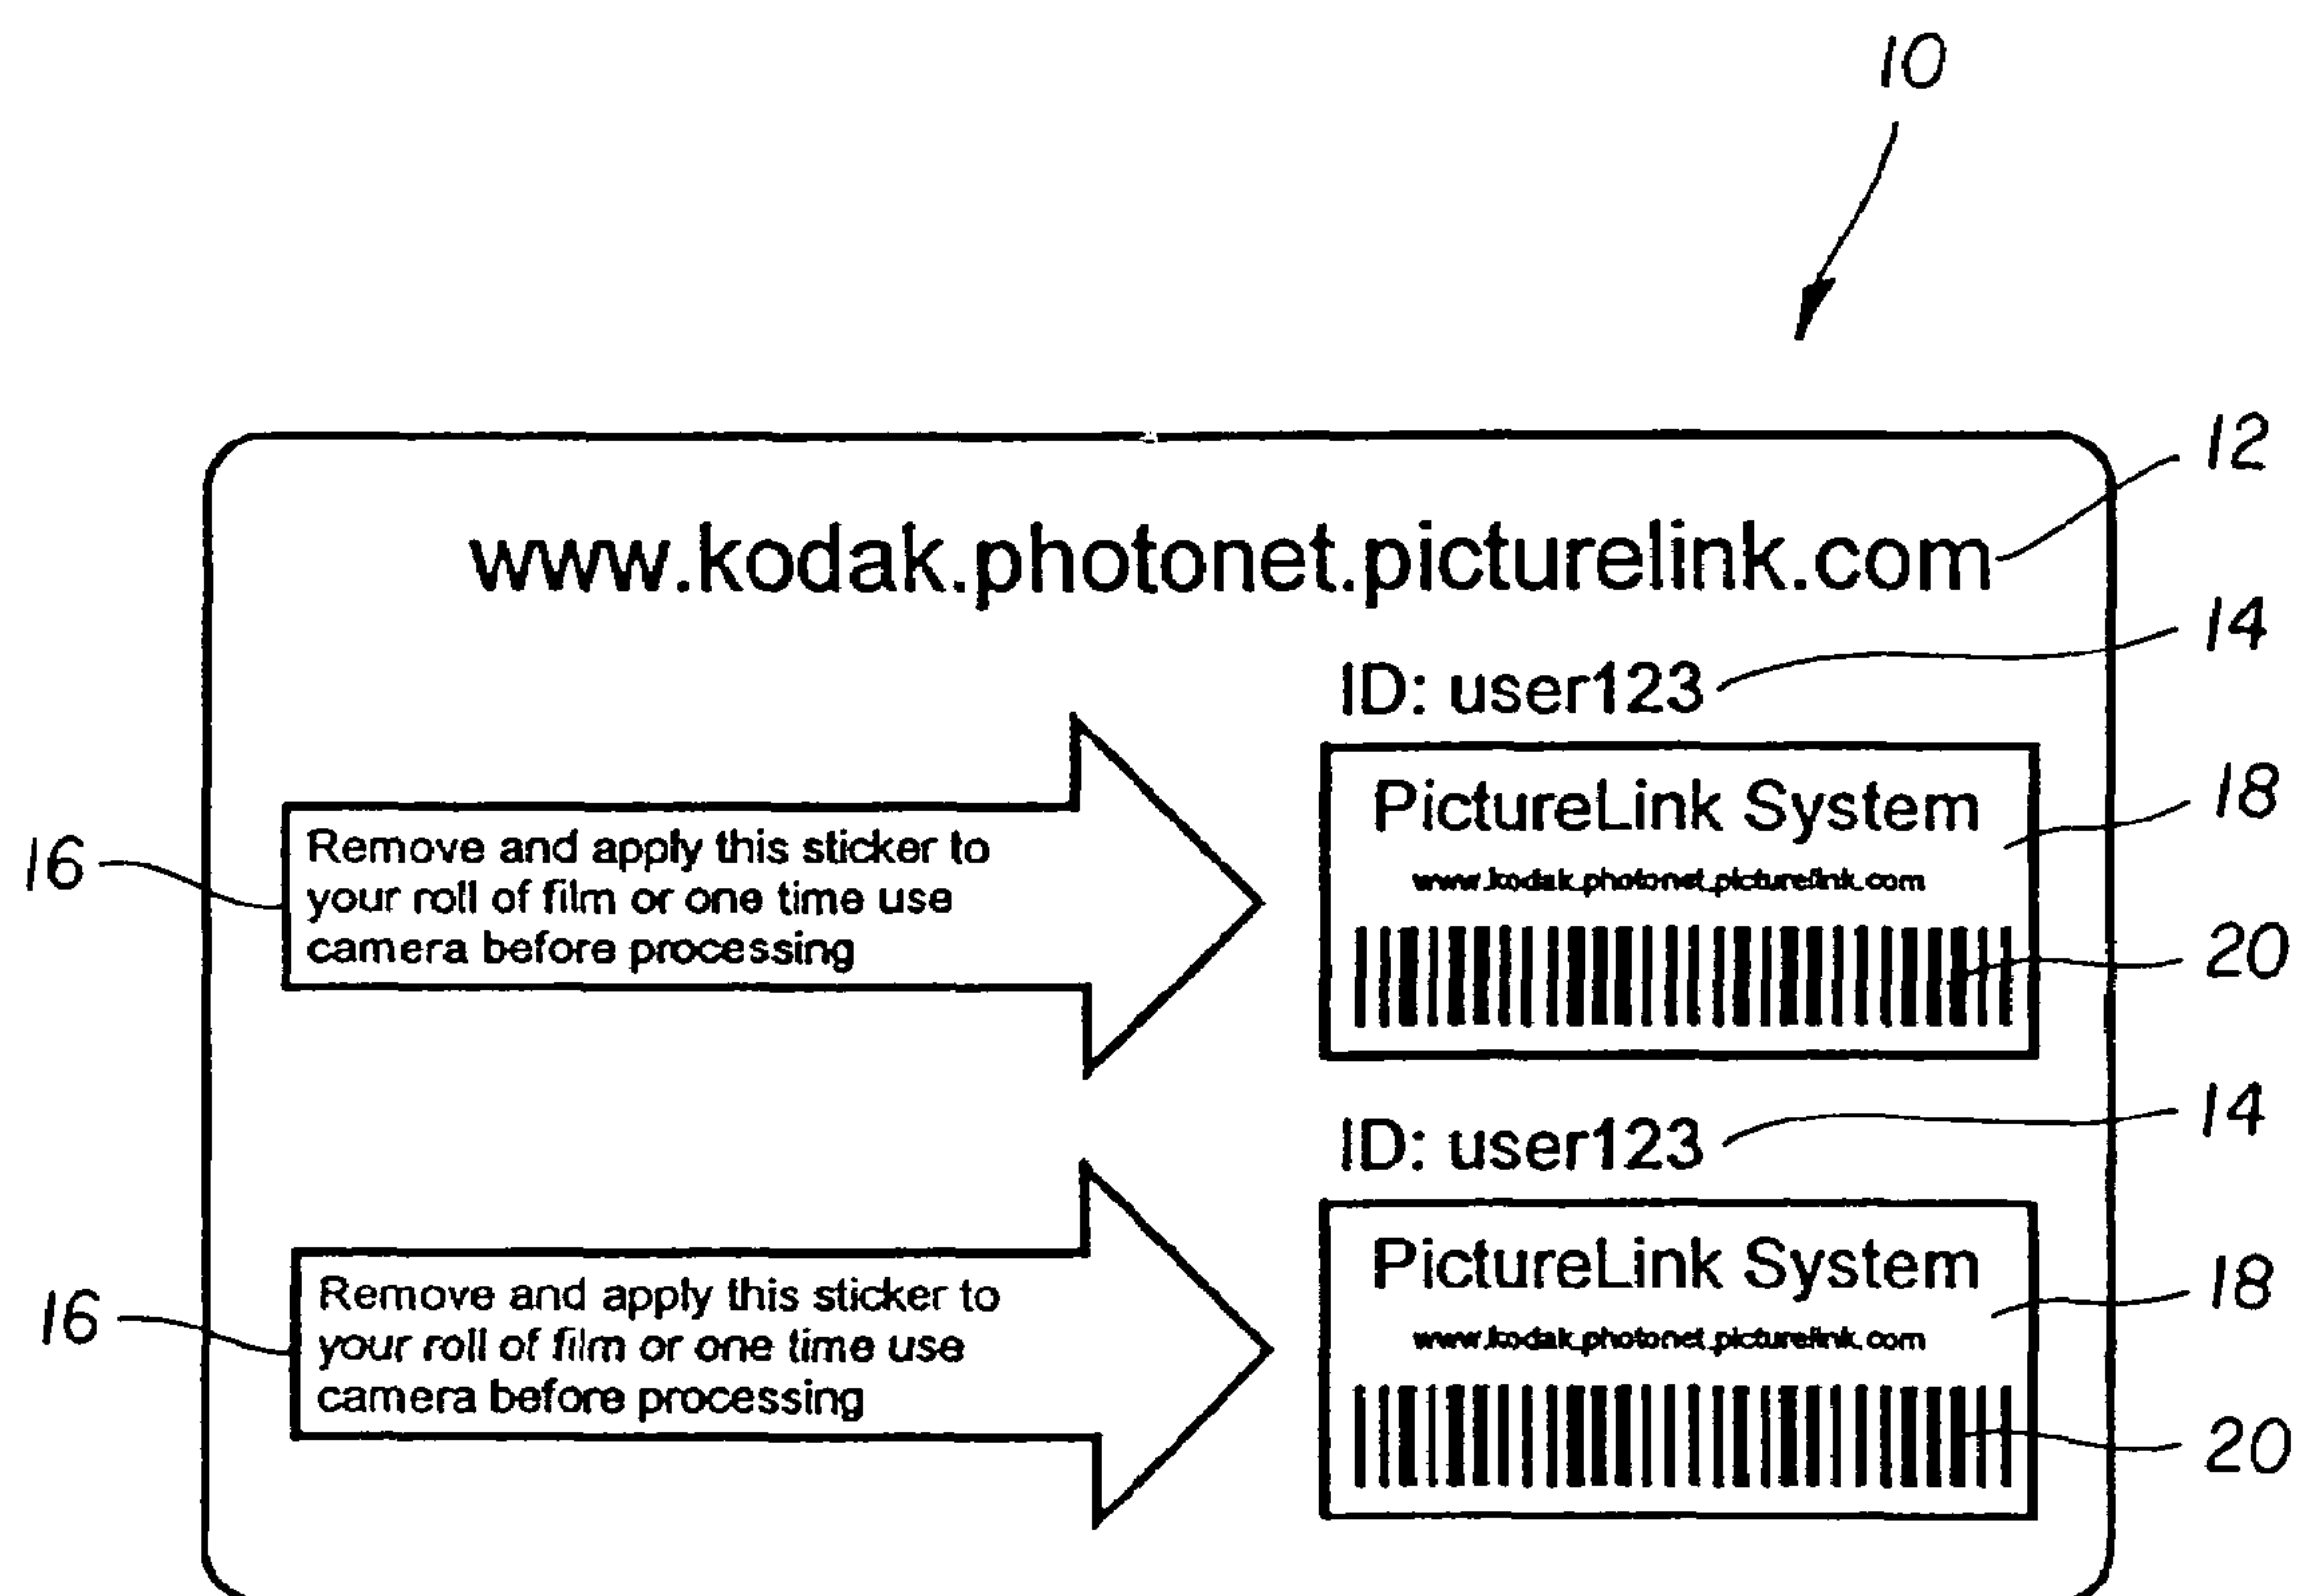 10
12
www.kodak.photonet.picturelink.com
14
ID: user123
18
PictureLink System
16
Remove and apply this sticker to
your roll of film or one time use
camera before processing
www.kodak.photonet.picturelink.com
20
14
ID: user123
18
PictureLink System
16
Remove and apply this sticker to
your roll of film or one time use
camera before processing
www.kodak.photonet.picturelink.com
20